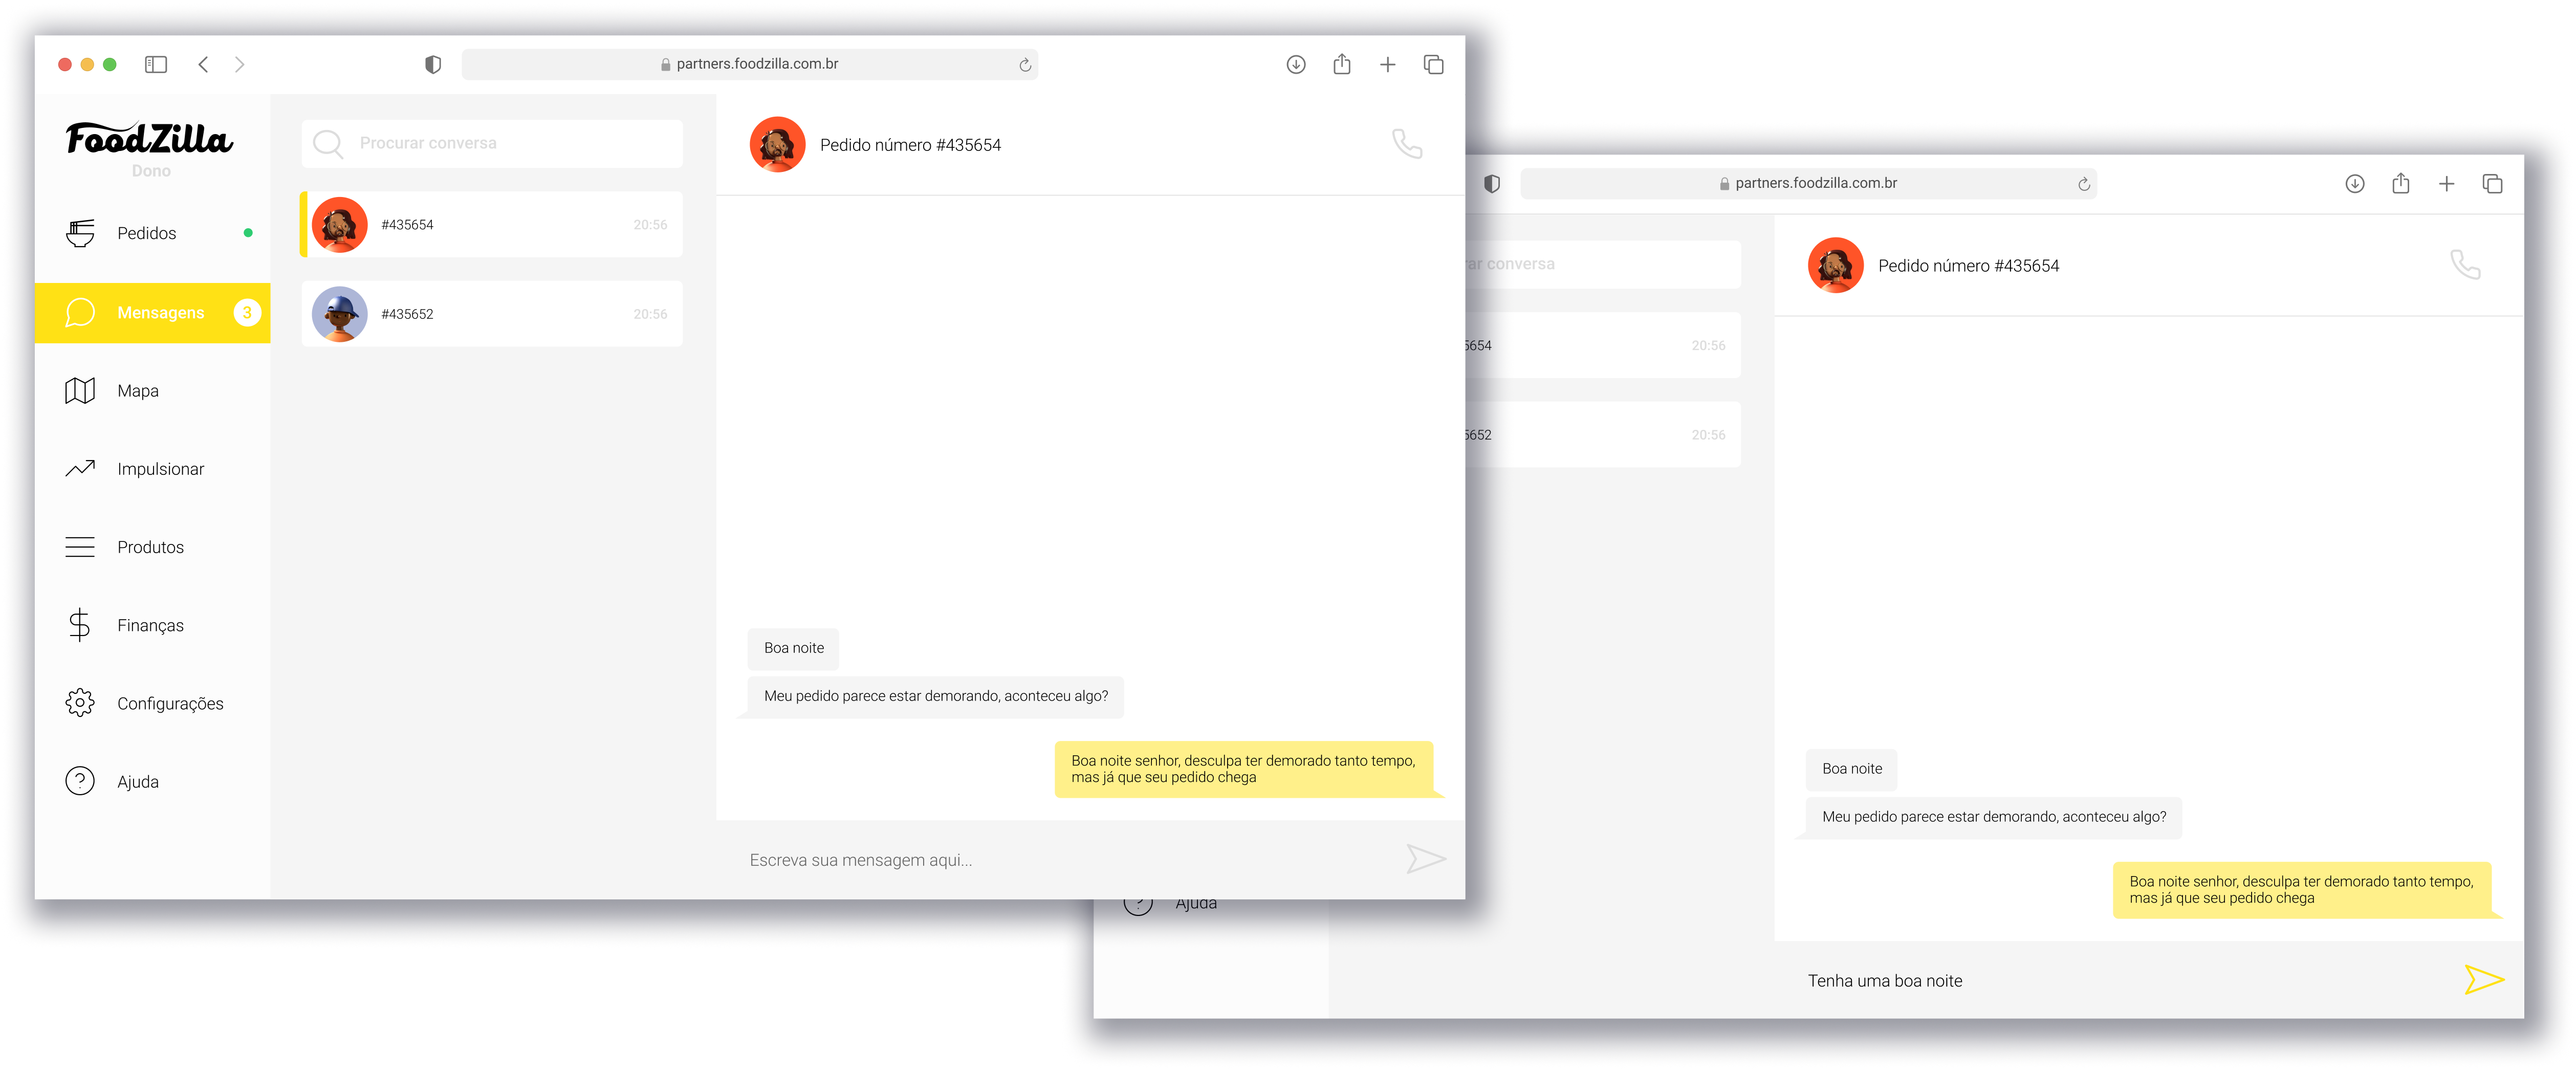 partners.foodzilla.com.br
FoodZilla
Dono
Pedidos
Mensagens 3
Mapa
Impulsionar
Produtos
Finanças
Configurações
Ajuda
Procurar conversa
#435654 20:56
#435652 20:56
Pedido número #435654
Boa noite
Meu pedido parece estar demorando, aconteceu algo?
Boa noite senhor, desculpa ter demorado tanto tempo,
mas já que seu pedido chega
Escreva sua mensagem aqui...
partners.foodzilla.com.br
Ajuda
ar conversa
5654 20:56
5652 20:56
Pedido número #435654
Boa noite
Meu pedido parece estar demorando, aconteceu algo?
Boa noite senhor, desculpa ter demorado tanto tempo,
mas já que seu pedido chega
Tenha uma boa noite